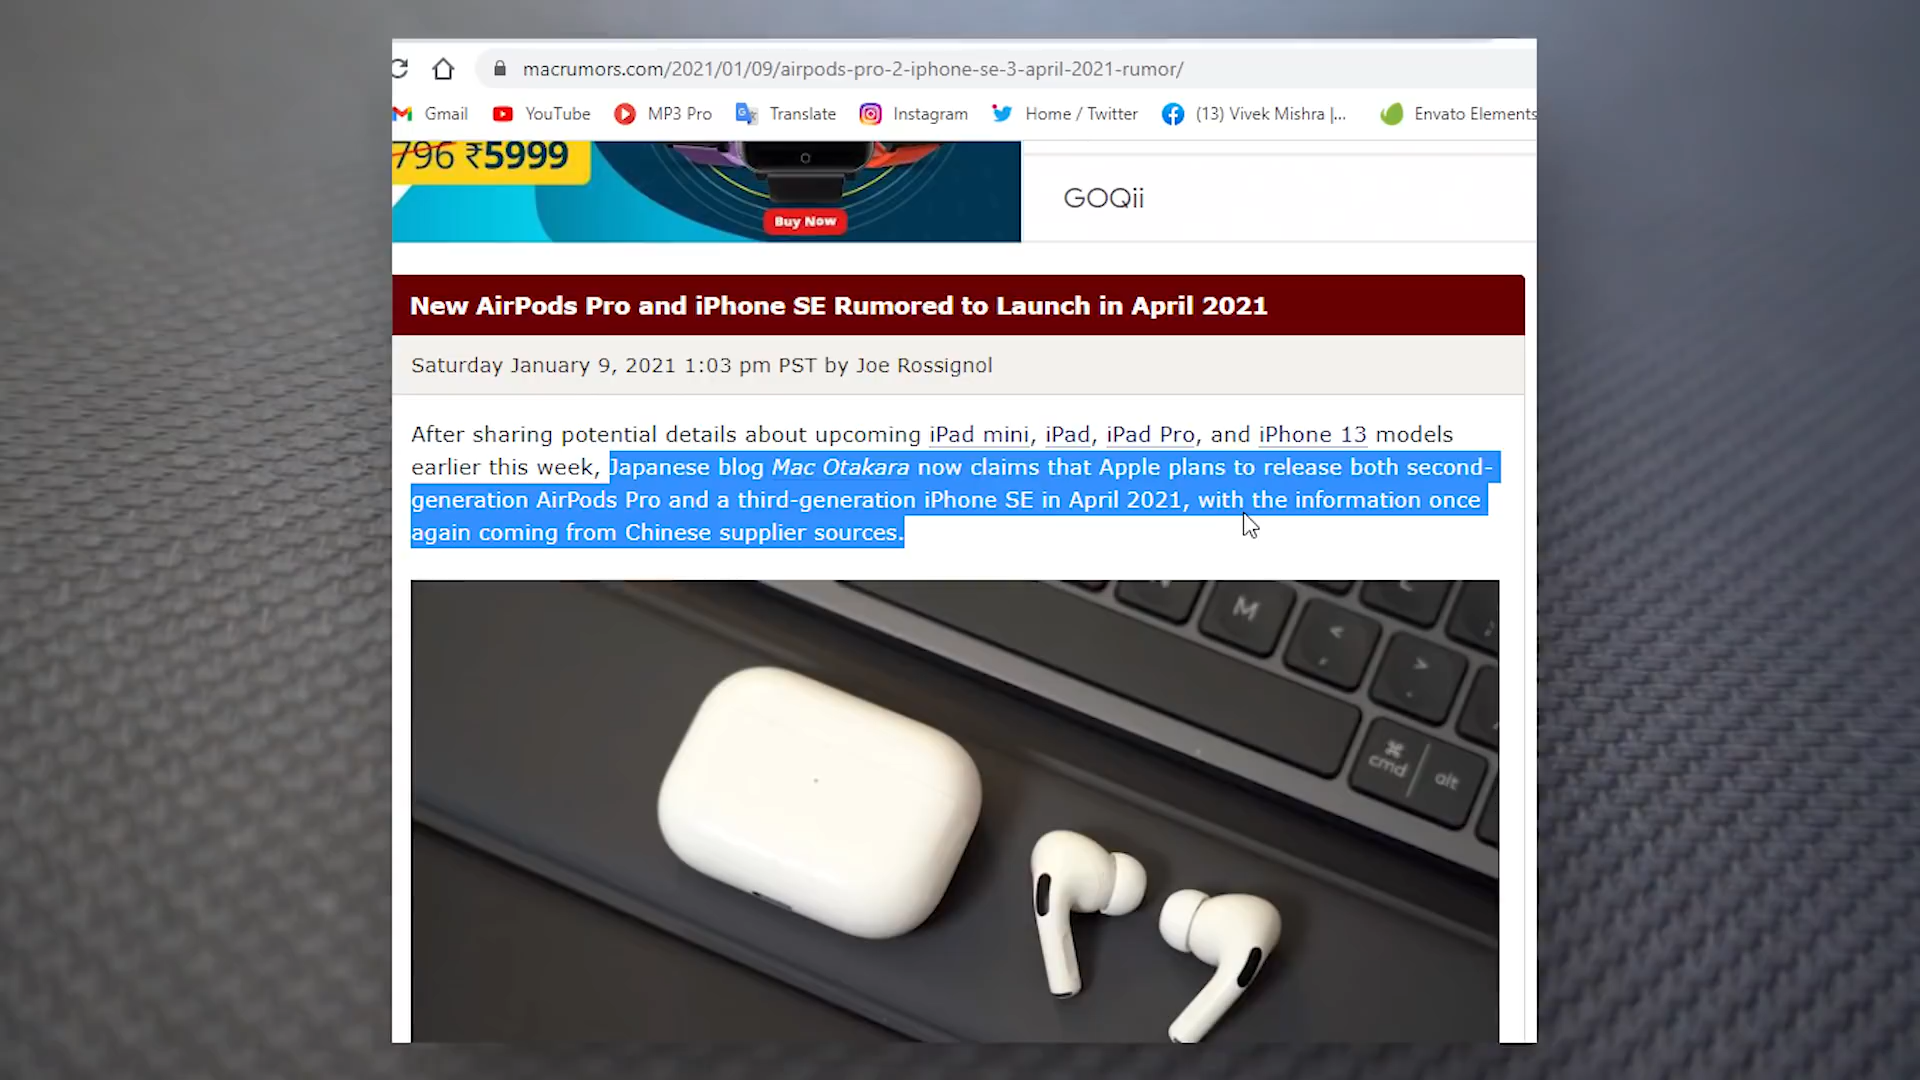 macrumors.com/2021/01/09/airpods-pro-2-iphone-se-3-april-2021-rumor/
Gmail YouTube MP3 Pro Translate Instagram Home / Twitter (13) Vivek Mishra |... Envato Elements
796 ₹5999
GOQii
Buy Now
New AirPods Pro and iPhone SE Rumored to Launch in April 2021
Saturday January 9, 2021 1:03 pm PST by Joe Rossignol
After sharing potential details about upcoming iPad mini, iPad, iPad Pro, and iPhone 13 models
earlier this week, Japanese blog Mac Otakara now claims that Apple plans to release both second-
generation AirPods Pro and a third-generation iPhone SE in April 2021, with the information once
again coming from Chinese supplier sources.
M
< ,
> .
⌘
cmd alt